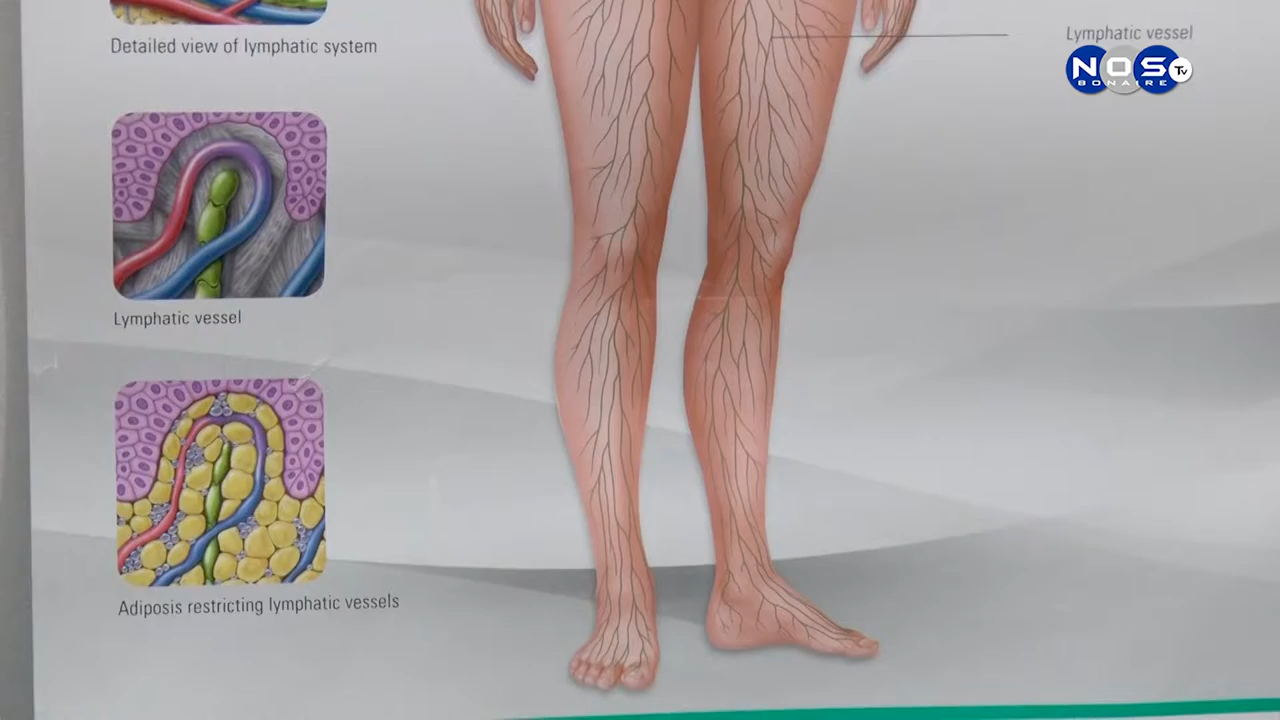 Detailed view of lymphatic system
Lymphatic vessel
NOS TV
BONAIRE
Lymphatic vessel
Adiposis restricting lymphatic vessels